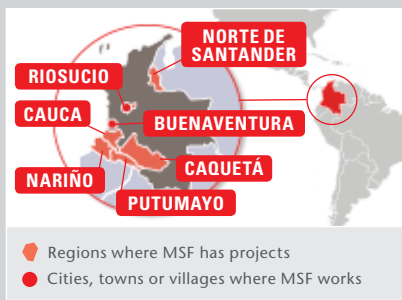 NORTE DE
SANTANDER
RIOSUCIO
CAUCA
BUENAVENTURA
CAQUETÁ
NARIÑO
PUTUMAYO
Regions where MSF has projects
Cities, towns or villages where MSF works